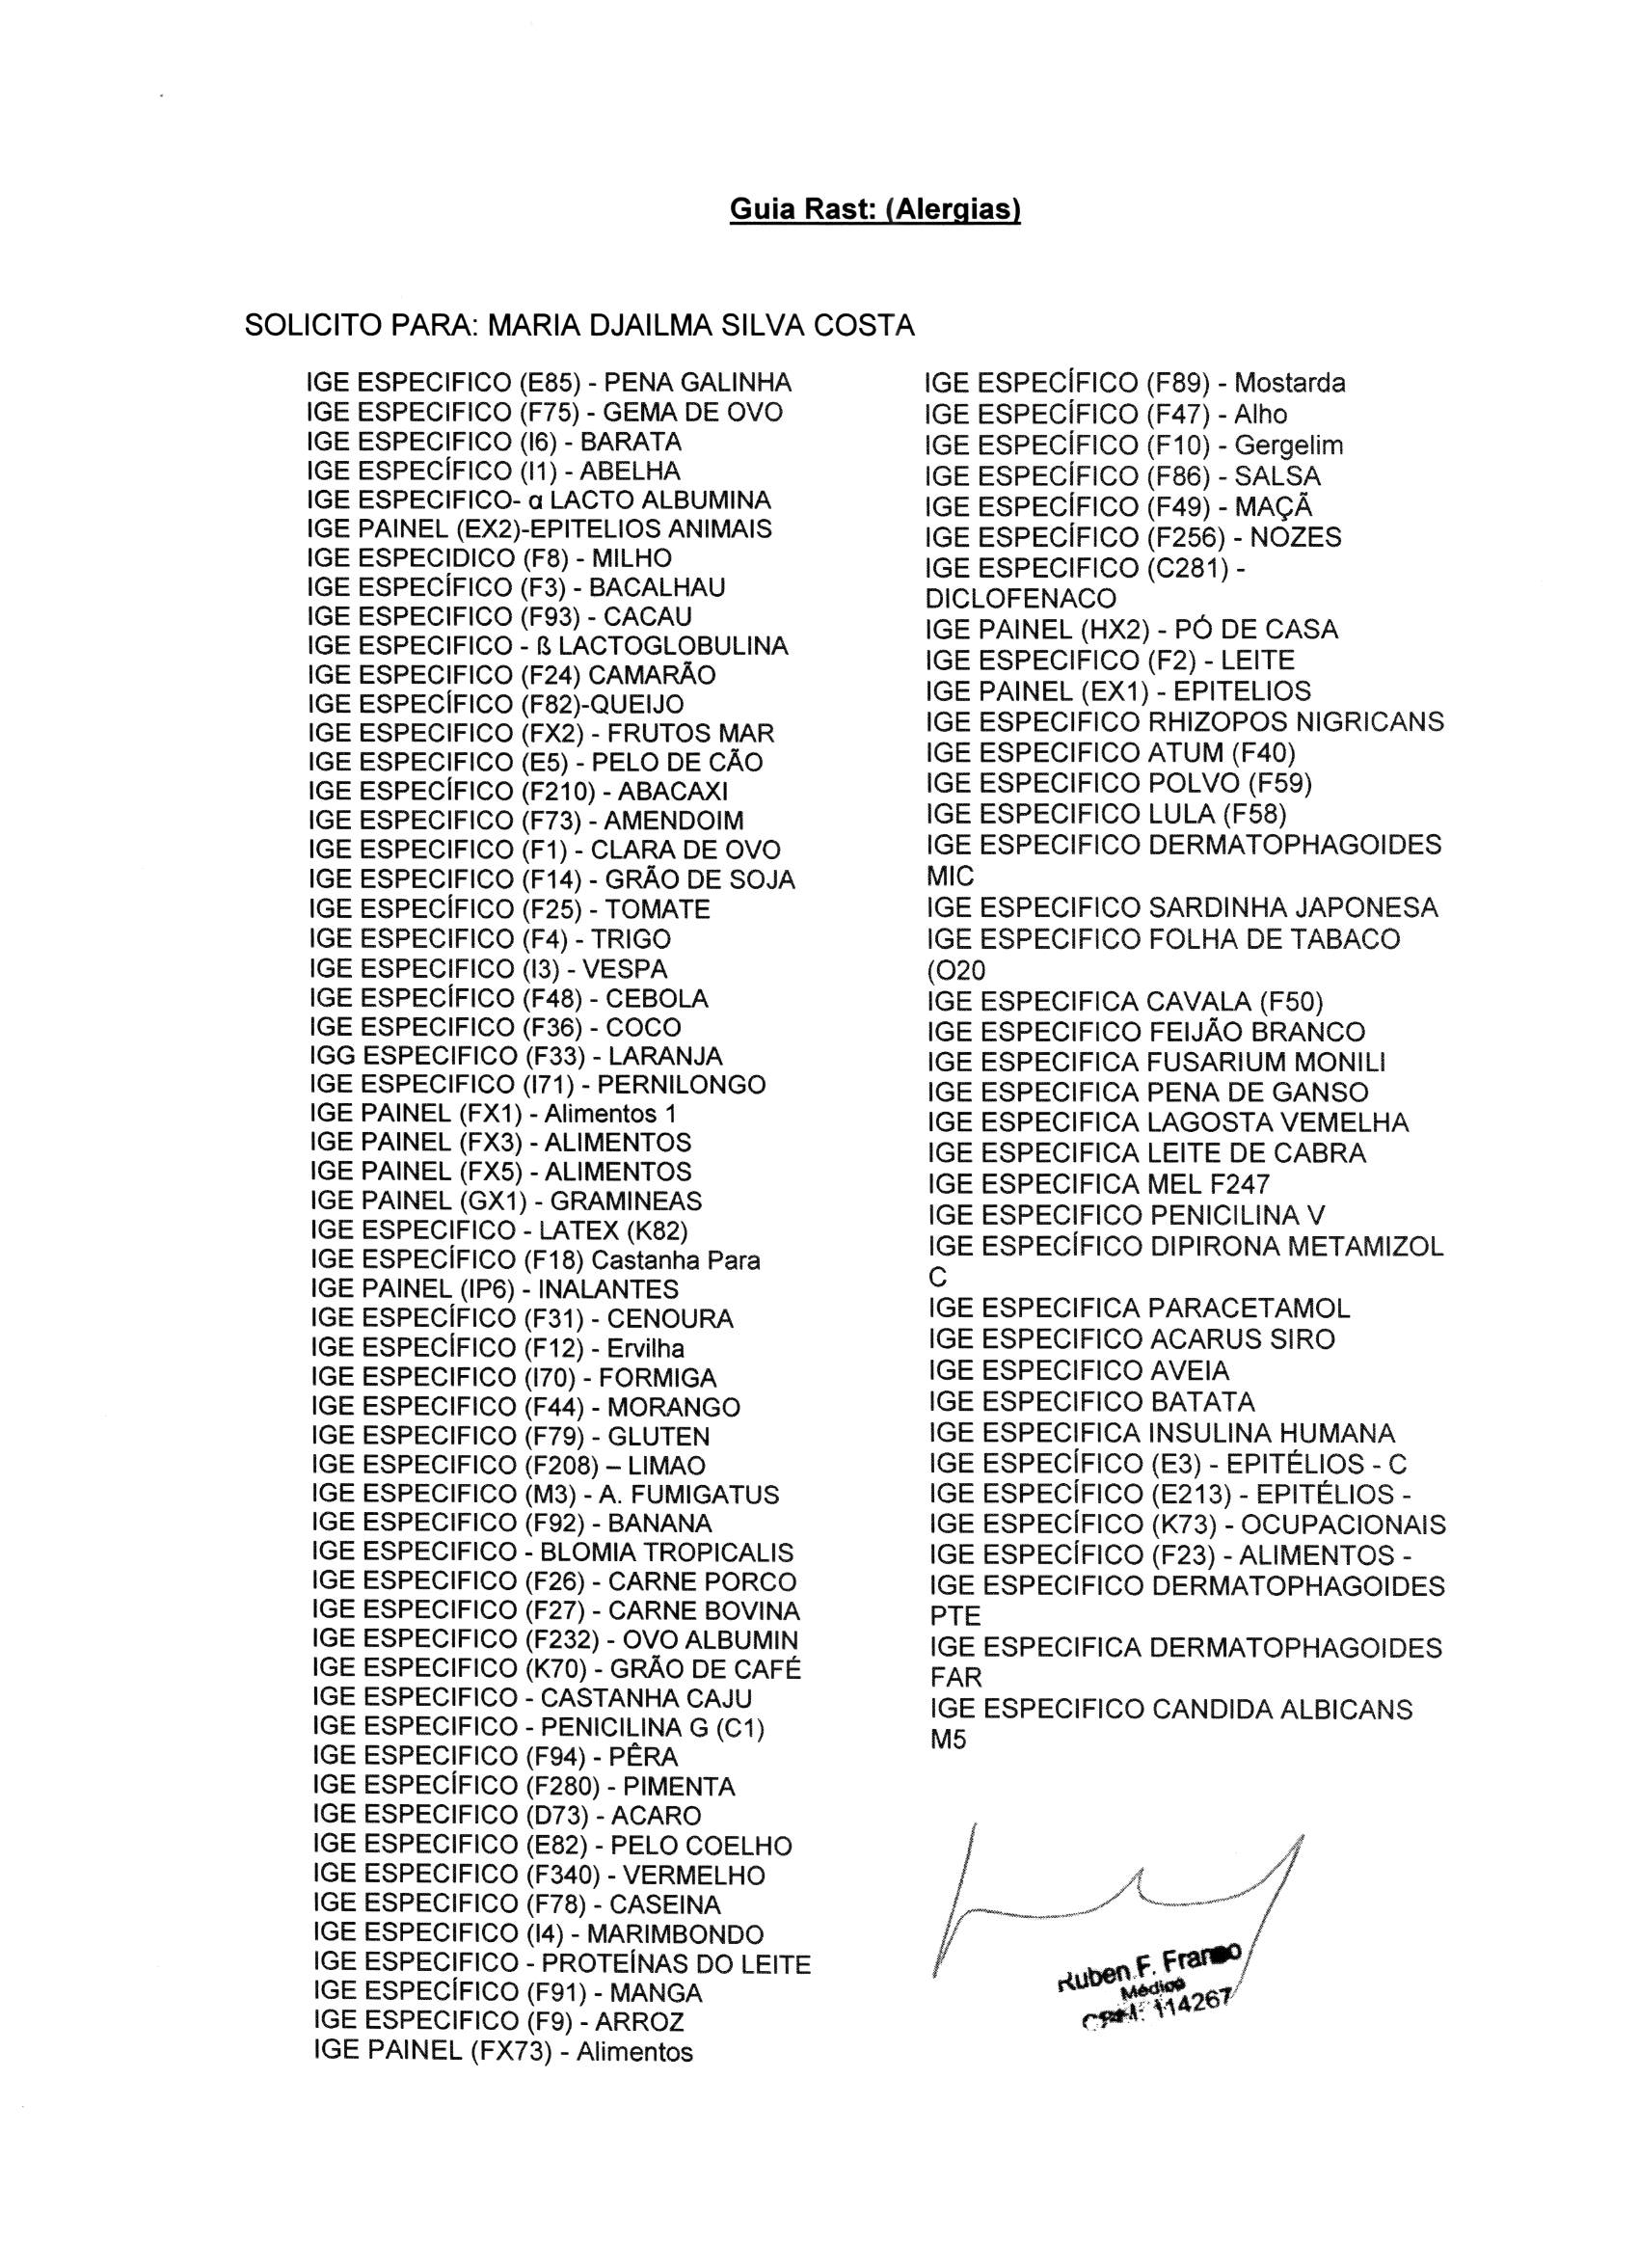 Guia Rast: (Alergias)
SOLICITO PARA: MARIA DJAILMA SILVA COSTA
IGE ESPECIFICO (E85) - PENA GALINHA
IGE ESPECIFICO (F75) - GEMA DE OVO
IGE ESPECIFICO (I6) - BARATA
IGE ESPECÍFICO (I1) - ABELHA
IGE ESPECIFICO- α LACTO ALBUMINA
IGE PAINEL (EX2)-EPITELIOS ANIMAIS
IGE ESPECIDICO (F8) - MILHO
IGE ESPECÍFICO (F3) - BACALHAU
IGE ESPECIFICO (F93) - CACAU
IGE ESPECIFICO - ß LACTOGLOBULINA
IGE ESPECIFICO (F24) CAMARÃO
IGE ESPECÍFICO (F82)-QUEIJO
IGE ESPECIFICO (FX2) - FRUTOS MAR
IGE ESPECIFICO (E5) - PELO DE CÃO
IGE ESPECÍFICO (F210) - ABACAXI
IGE ESPECIFICO (F73) - AMENDOIM
IGE ESPECIFICO (F1) - CLARA DE OVO
IGE ESPECIFICO (F14) - GRÃO DE SOJA
IGE ESPECÍFICO (F25) - TOMATE
IGE ESPECIFICO (F4) - TRIGO
IGE ESPECIFICO (I3) - VESPA
IGE ESPECÍFICO (F48) - CEBOLA
IGE ESPECIFICO (F36) - COCO
IGG ESPECIFICO (F33) - LARANJA
IGE ESPECIFICO (I71) - PERNILONGO
IGE PAINEL (FX1) - Alimentos 1
IGE PAINEL (FX3) - ALIMENTOS
IGE PAINEL (FX5) - ALIMENTOS
IGE PAINEL (GX1) - GRAMINEAS
IGE ESPECIFICO - LATEX (K82)
IGE ESPECÍFICO (F18) Castanha Para
IGE PAINEL (IP6) - INALANTES
IGE ESPECÍFICO (F31) - CENOURA
IGE ESPECÍFICO (F12) - Ervilha
IGE ESPECIFICO (I70) - FORMIGA
IGE ESPECIFICO (F44) - MORANGO
IGE ESPECIFICO (F79) - GLUTEN
IGE ESPECIFICO (F208) – LIMAO
IGE ESPECIFICO (M3) - A. FUMIGATUS
IGE ESPECIFICO (F92) - BANANA
IGE ESPECIFICO - BLOMIA TROPICALIS
IGE ESPECIFICO (F26) - CARNE PORCO
IGE ESPECIFICO (F27) - CARNE BOVINA
IGE ESPECIFICO (F232) - OVO ALBUMIN
IGE ESPECIFICO (K70) - GRÃO DE CAFÉ
IGE ESPECIFICO - CASTANHA CAJU
IGE ESPECIFICO - PENICILINA G (C1)
IGE ESPECIFICO (F94) - PÊRA
IGE ESPECÍFICO (F280) - PIMENTA
IGE ESPECIFICO (D73) - ACARO
IGE ESPECIFICO (E82) - PELO COELHO
IGE ESPECIFICO (F340) - VERMELHO
IGE ESPECIFICO (F78) - CASEINA
IGE ESPECIFICO (I4) - MARIMBONDO
IGE ESPECIFICO - PROTEÍNAS DO LEITE
IGE ESPECÍFICO (F91) - MANGA
IGE ESPECIFICO (F9) - ARROZ
IGE PAINEL (FX73) - Alimentos
IGE ESPECÍFICO (F89) - Mostarda
IGE ESPECÍFICO (F47) - Alho
IGE ESPECÍFICO (F10) - Gergelim
IGE ESPECÍFICO (F86) - SALSA
IGE ESPECÍFICO (F49) - MAÇÃ
IGE ESPECÍFICO (F256) - NOZES
IGE ESPECIFICO (C281) -
DICLOFENACO
IGE PAINEL (HX2) - PÓ DE CASA
IGE ESPECIFICO (F2) - LEITE
IGE PAINEL (EX1) - EPITELIOS
IGE ESPECIFICO RHIZOPOS NIGRICANS
IGE ESPECIFICO ATUM (F40)
IGE ESPECIFICO POLVO (F59)
IGE ESPECIFICO LULA (F58)
IGE ESPECIFICO DERMATOPHAGOIDES
MIC
IGE ESPECIFICO SARDINHA JAPONESA
IGE ESPECIFICO FOLHA DE TABACO
(O20
IGE ESPECIFICA CAVALA (F50)
IGE ESPECIFICO FEIJÃO BRANCO
IGE ESPECIFICA FUSARIUM MONILI
IGE ESPECIFICA PENA DE GANSO
IGE ESPECIFICA LAGOSTA VEMELHA
IGE ESPECIFICA LEITE DE CABRA
IGE ESPECIFICA MEL F247
IGE ESPECIFICO PENICILINA V
IGE ESPECÍFICO DIPIRONA METAMIZOL
C
IGE ESPECIFICA PARACETAMOL
IGE ESPECIFICO ACARUS SIRO
IGE ESPECIFICO AVEIA
IGE ESPECIFICO BATATA
IGE ESPECIFICA INSULINA HUMANA
IGE ESPECÍFICO (E3) - EPITÉLIOS - C
IGE ESPECÍFICO (E213) - EPITÉLIOS -
IGE ESPECÍFICO (K73) - OCUPACIONAIS
IGE ESPECÍFICO (F23) - ALIMENTOS -
IGE ESPECIFICO DERMATOPHAGOIDES
PTE
IGE ESPECIFICA DERMATOPHAGOIDES
FAR
IGE ESPECIFICO CANDIDA ALBICANS
M5
Ruben F. Franco
Médico
CRM: 114267